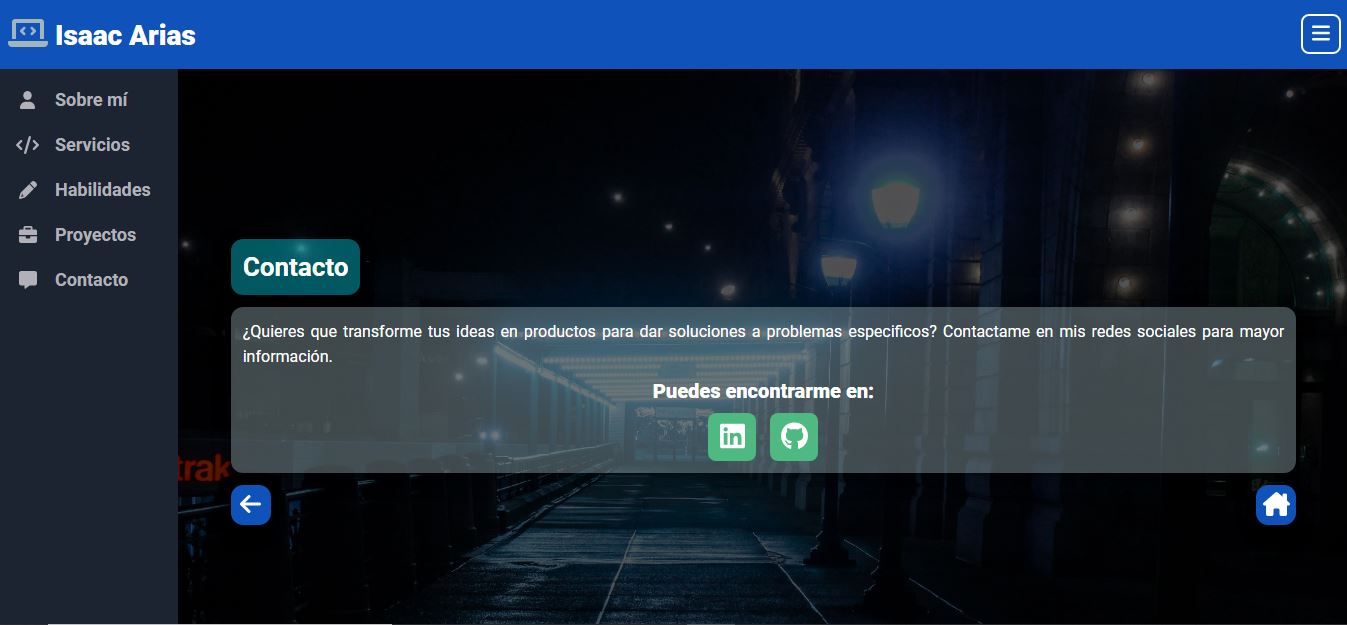 Isaac Arias
Sobre mí
Servicios
Habilidades
Proyectos
Contacto
Contacto
¿Quieres que transforme tus ideas en productos para dar soluciones a problemas especificos? Contactame en mis redes sociales para mayor
información.
Puedes encontrarme en:
in
trak